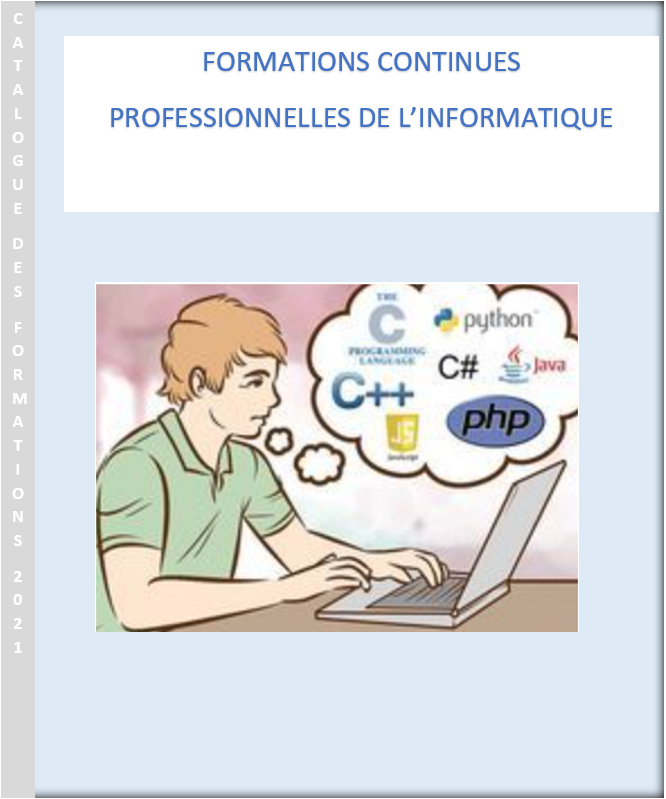 CATALOGUE DES FORMATIONS 2021
FORMATIONS CONTINUES
PROFESSIONNELLES DE L’INFORMATIQUE
THE
C
PROGRAMMING
LANGUAGE
python
C#
Java
C++
JS
JavaScript
php